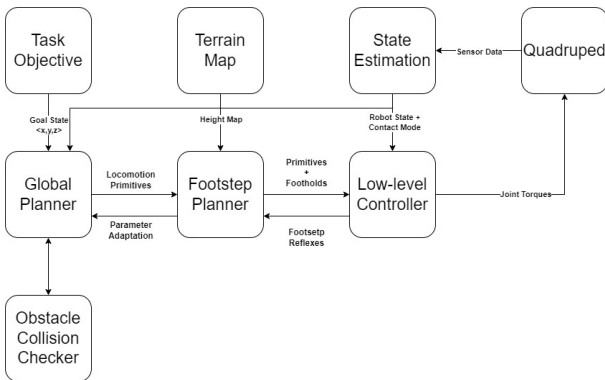 Task
Objective
Terrain
Map
State
Estimation
Sensor Data
Quadruped
Goal State
<x,y,z>
Height Map
Robot State +
Contact Mode
Global
Planner
Locomotion
Primitives
Parameter
Adaptation
Footstep
Planner
Primitives
+
Footholds
Footsetp
Reflexes
Low-level
Controller
Joint Torques
Obstacle
Collision
Checker